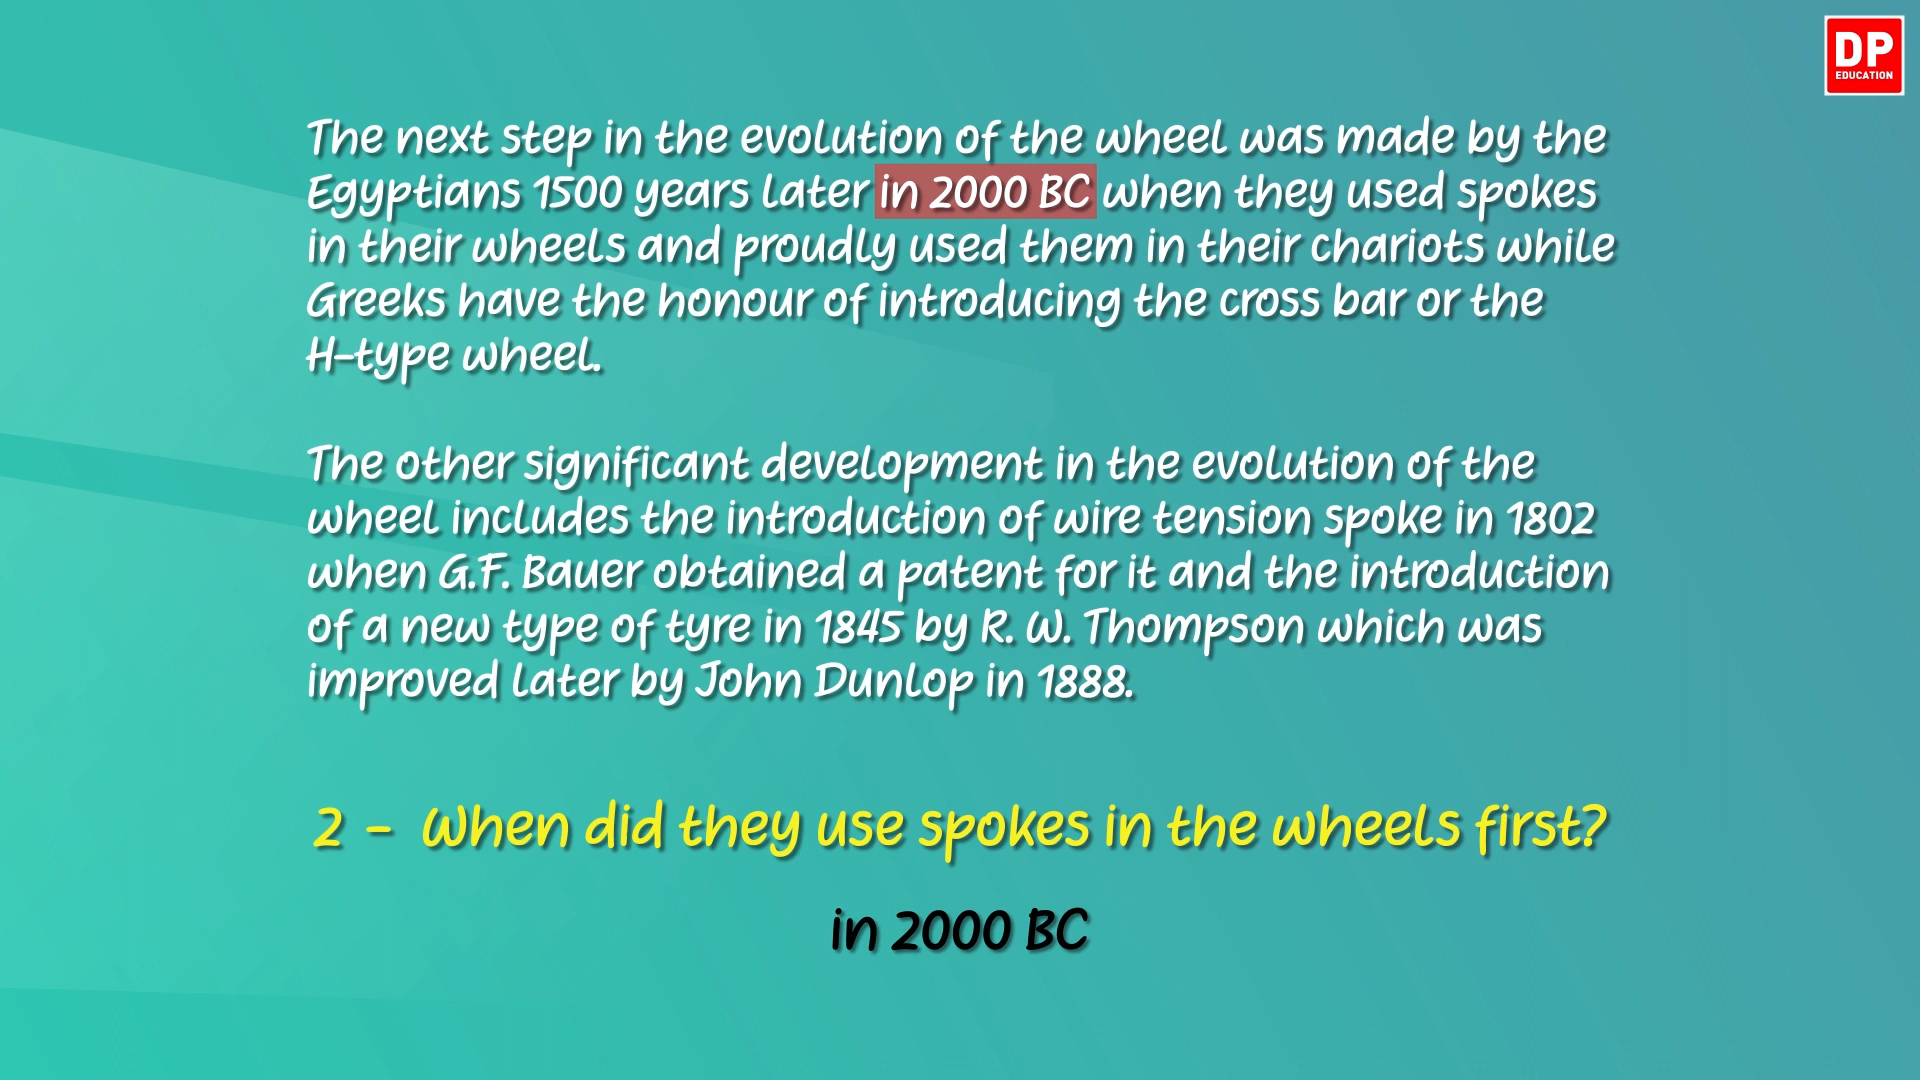 DP
EDUCATION
The next step in the evolution of the wheel was made by the
Egyptians 1500 years later in 2000 BC when they used spokes
in their wheels and proudly used them in their chariots while
Greeks have the honour of introducing the cross bar or the
H-type wheel.
The other significant development in the evolution of the
wheel includes the introduction of wire tension spoke in 1802
when G.F. Bauer obtained a patent for it and the introduction
of a new type of tyre in 1845 by R. W. Thompson which was
improved later by John Dunlop in 1888.
2 - When did they use spokes in the wheels first?
in 2000 BC